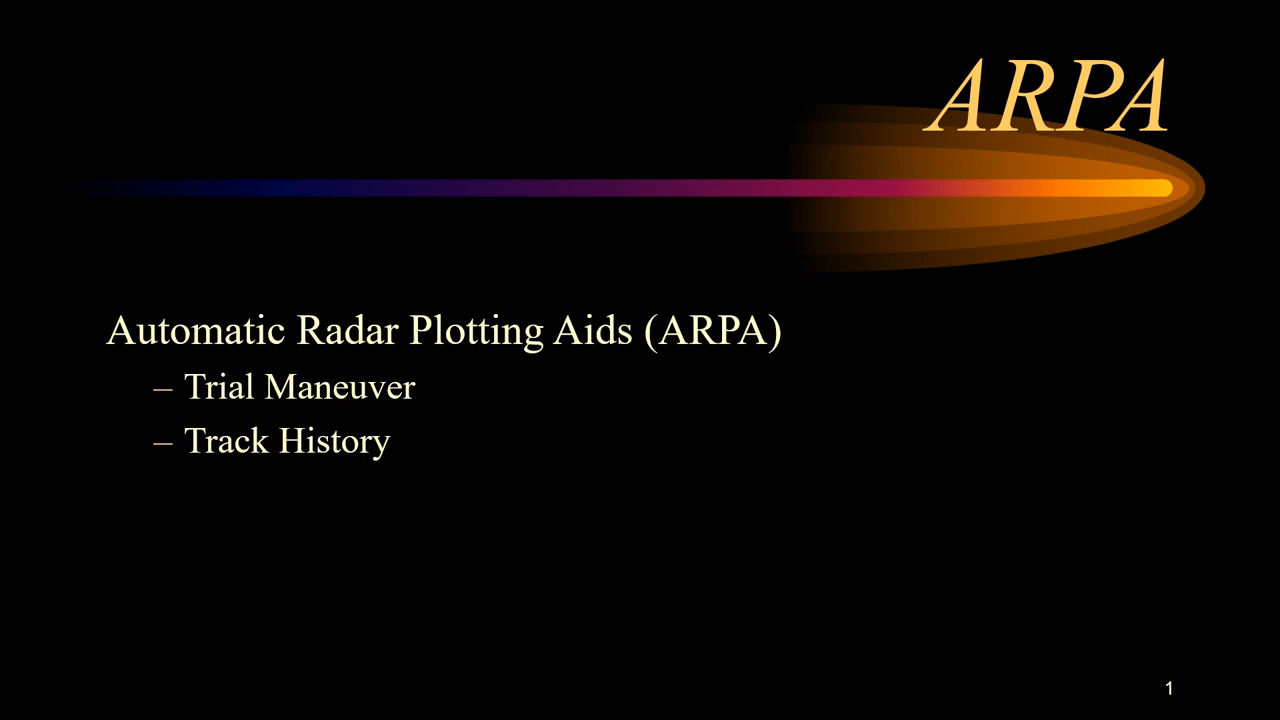 ARPA
Automatic Radar Plotting Aids (ARPA)
– Trial Maneuver
– Track History
1